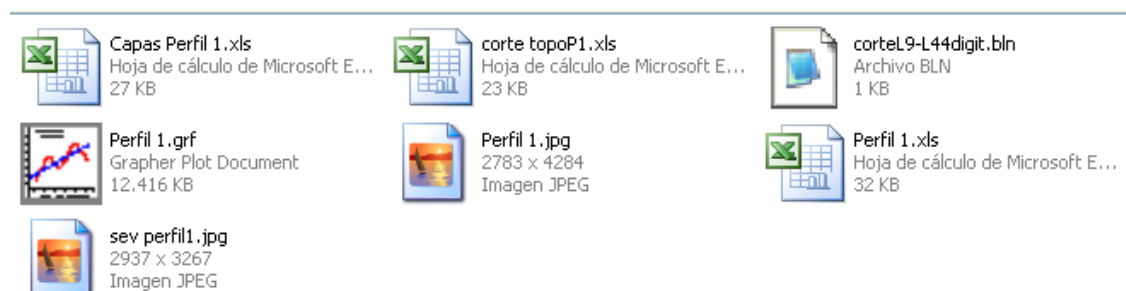 Capas Perfil 1.xls
Hoja de cálculo de Microsoft E...
27 KB
corte topoP1.xls
Hoja de cálculo de Microsoft E...
23 KB
corteL9-L44digit.bln
Archivo BLN
1 KB
Perfil 1.grf
Grapher Plot Document
12.416 KB
Perfil 1.jpg
2783 x 4284
Imagen JPEG
Perfil 1.xls
Hoja de cálculo de Microsoft E...
32 KB
sev perfil1.jpg
2937 x 3267
Imagen JPEG